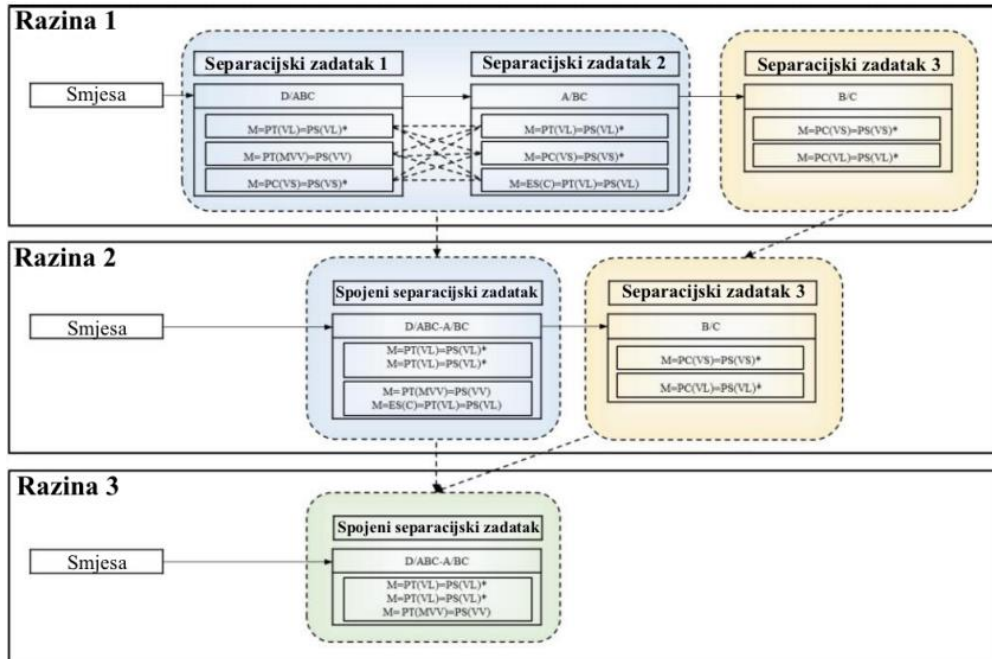 Razina 1
Separacijski zadatak 1
Separacijski zadatak 2
Separacijski zadatak 3
Smjesa
D/ABC
A/BC
B/C
M=PT(VL)=PS(VL)*
M=PT(VL)=PS(VL)*
M=PC(VS)=PS(VS)*
M= PT(MVV)=PS(VV)
M=PC(VS)=PS(VS)*
M=PC(VL)=PS(VL)*
M=PC(VS)=PS(VS)*
M=ES(C)=PT(VL)=PS(VL)
Razina 2
Spojeni separacijski zadatak
Separacijski zadatak 3
Smjesa
D/ABC-A/BC
B/C
M=PT(VL)=PS(VL)*
M=PT(VL)=PS(VL)*
M=PC(VS)=PS(VS)*
M= PT(MVV)=PS(VV)
M=ES(C)=PT(VL)=PS(VL)
M=PC(VL)=PS(VL)*
Razina 3
Spojeni separacijski zadatak
Smjesa
D/ABC-A/BC
M=PT(VL)=PS(VL)*
M=PT(VL)=PS(VL)*
M= PT(MVV)=PS(VV)